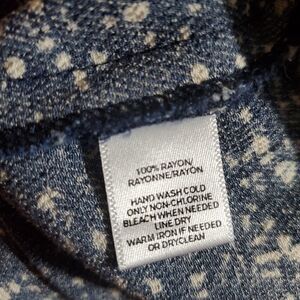 100% RAYON/
RAYONNE/RAYON
HAND WASH COLD
ONLY NON-CHLORINE
BLEACH WHEN NEEDED
LINE DRY
WARM IRON IF NEEDED
OR DRYCLEAN